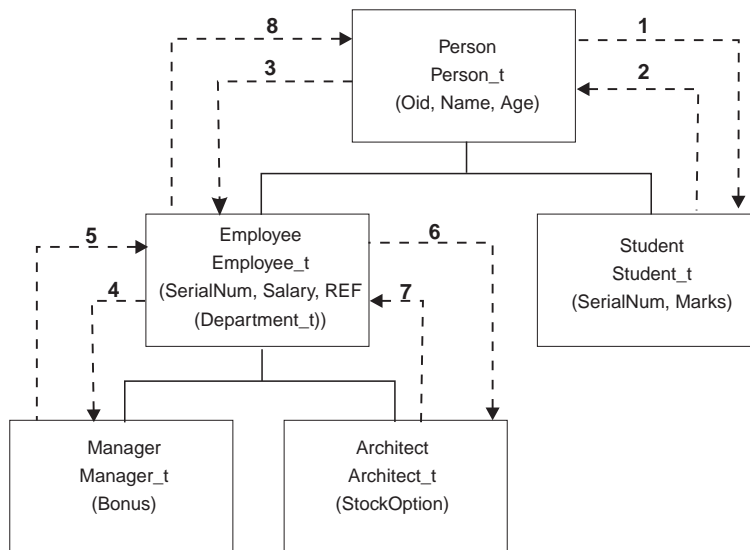 8
1
Person
Person_t
(Oid, Name, Age)
3
2
5
Employee
Employee_t
(SerialNum, Salary, REF
(Department_t))
6
4
7
Student
Student_t
(SerialNum, Marks)
Manager
Manager_t
(Bonus)
Architect
Architect_t
(StockOption)